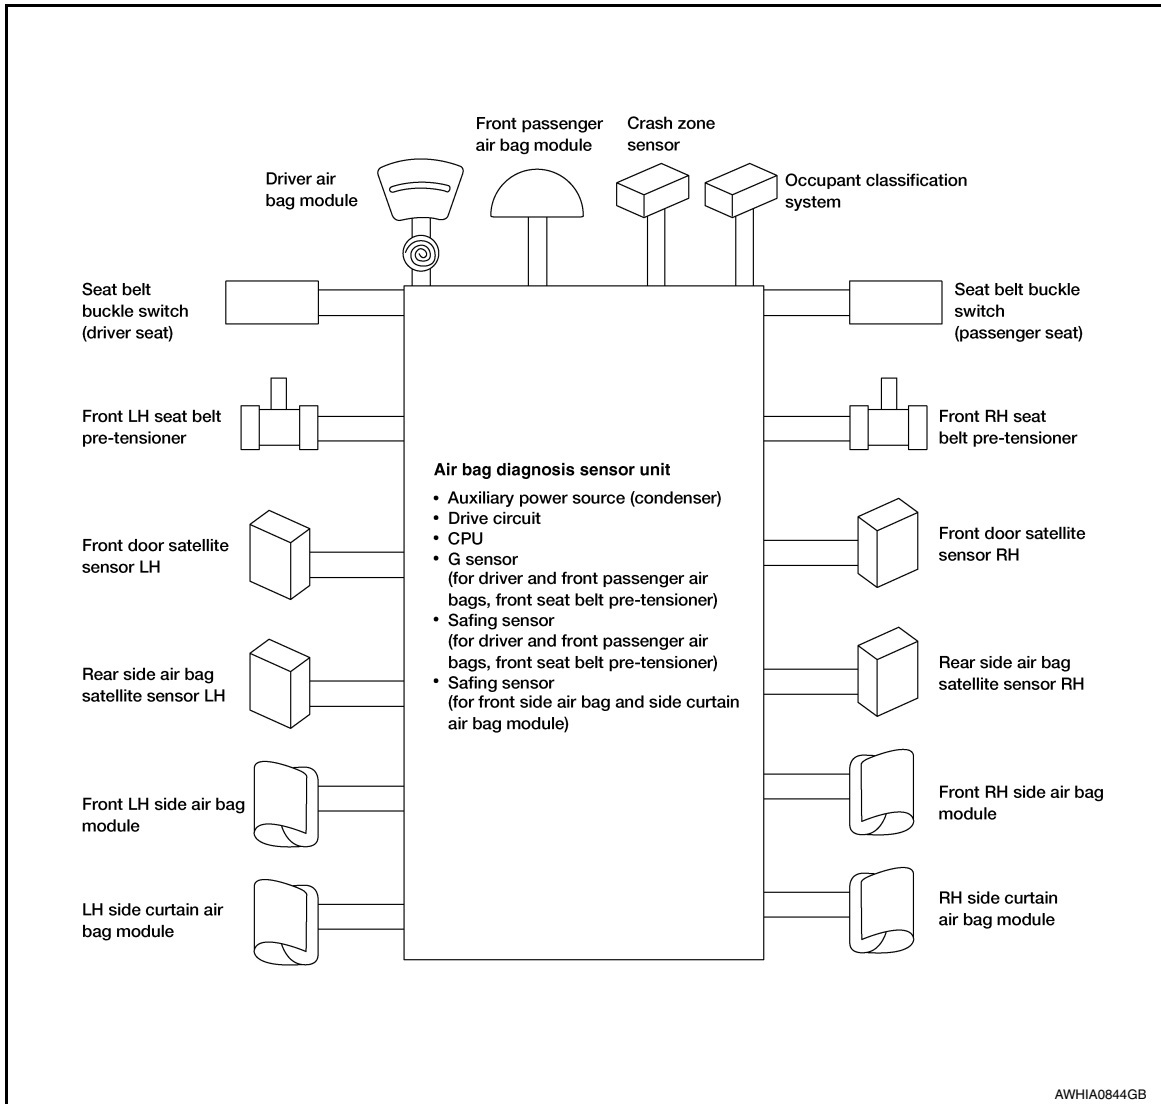 Front passenger
air bag module
Crash zone
sensor
Driver air
bag module
Occupant classification
system
Seat belt
buckle switch
(driver seat)
Seat belt buckle
switch
(passenger seat)
Front LH seat belt
pre-tensioner
Front RH seat
belt pre-tensioner
Air bag diagnosis sensor unit
• Auxiliary power source (condenser)
• Drive circuit
• CPU
• G sensor
(for driver and front passenger air
bags, front seat belt pre-tensioner)
• Safing sensor
(for driver and front passenger air
bags, front seat belt pre-tensioner)
• Safing sensor
(for front side air bag and side curtain
air bag module)
Front door satellite
sensor LH
Front door satellite
sensor RH
Rear side air bag
satellite sensor LH
Rear side air bag
satellite sensor RH
Front LH side air bag
module
Front RH side air bag
module
LH side curtain air
bag module
RH side curtain
air bag module
AWHIA0844GB